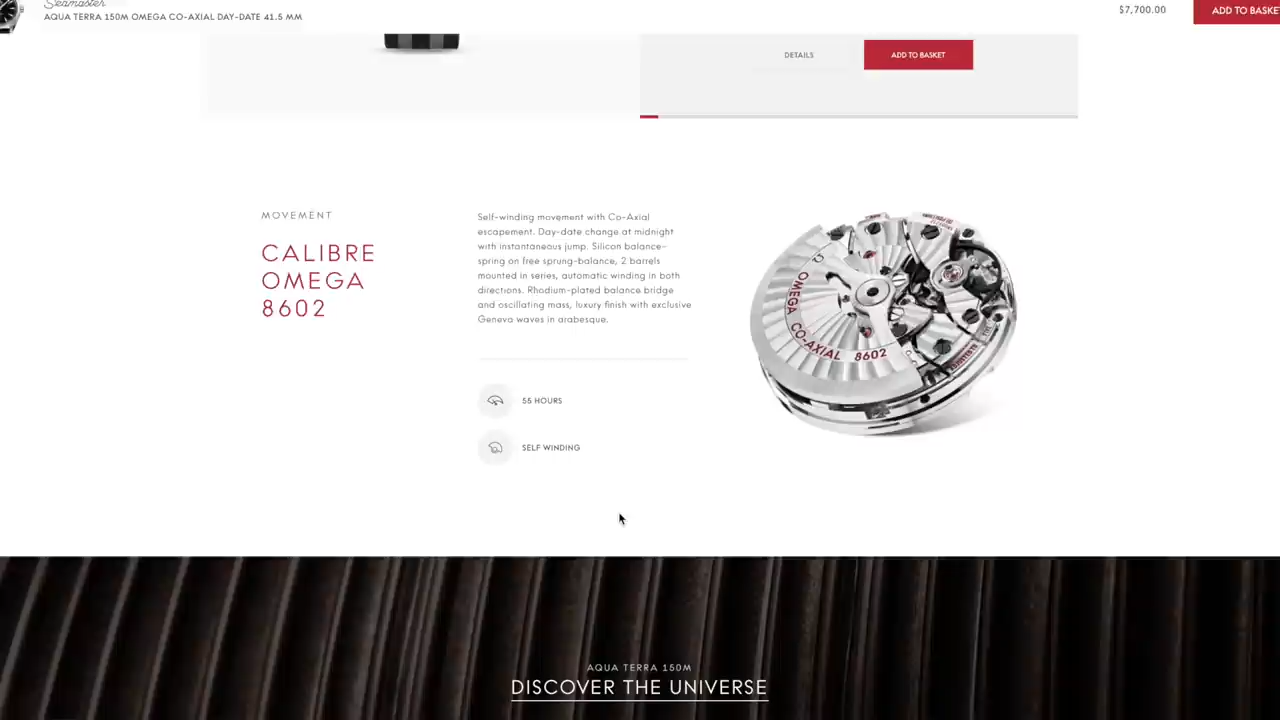 Seamaster
AQUA TERRA 150M OMEGA CO-AXIAL DAY-DATE 41.5 MM
$7,700.00
ADD TO BASKET
DETAILS
ADD TO BASKET
MOVEMENT
CALIBRE
OMEGA
8602
Self-winding movement with Co-Axial
escapement. Day-date change at midnight
with instantaneous jump. Silicon balance-
spring on free sprung-balance, 2 barrels
mounted in series, automatic winding in both
directions. Rhodium-plated balance bridge
and oscillating mass, luxury finish with exclusive
Geneva waves in arabesque.
55 HOURS
SELF WINDING
Ω OMEGA CO-AXIAL 8602
AQUA TERRA 150M
DISCOVER THE UNIVERSE